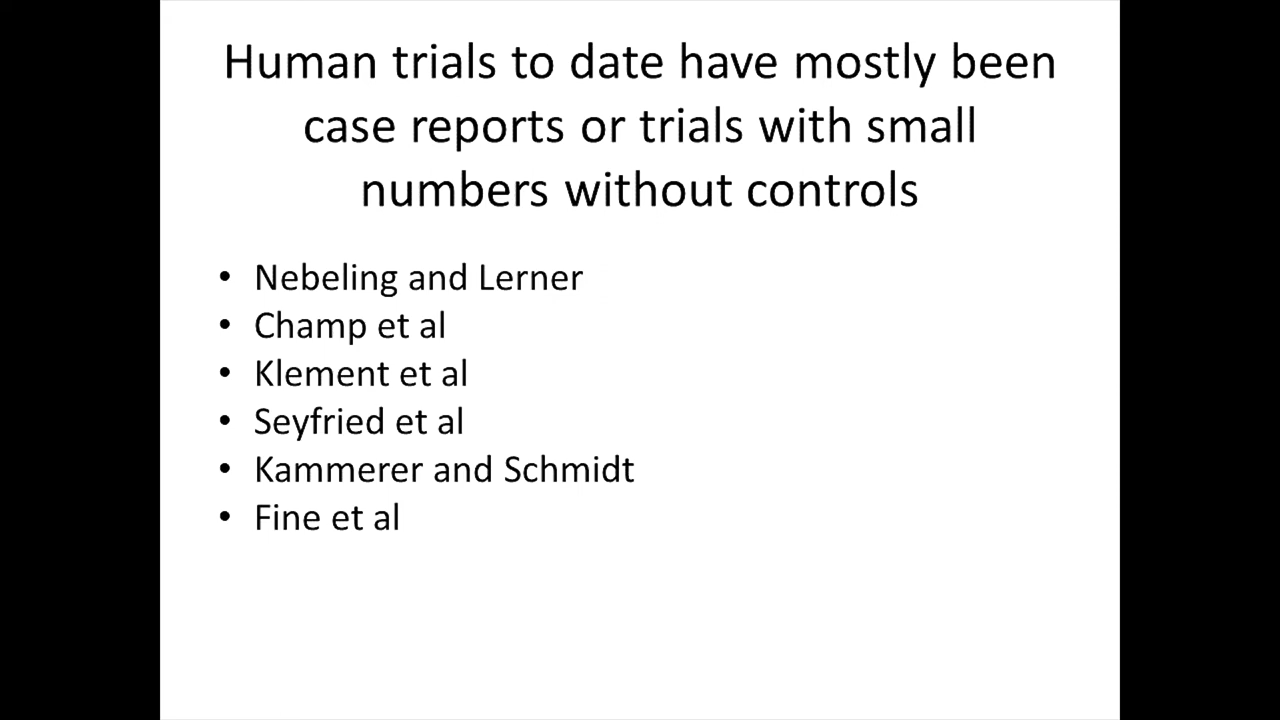 Human trials to date have mostly been
case reports or trials with small
numbers without controls
• Nebeling and Lerner
• Champ et al
• Klement et al
• Seyfried et al
• Kammerer and Schmidt
• Fine et al